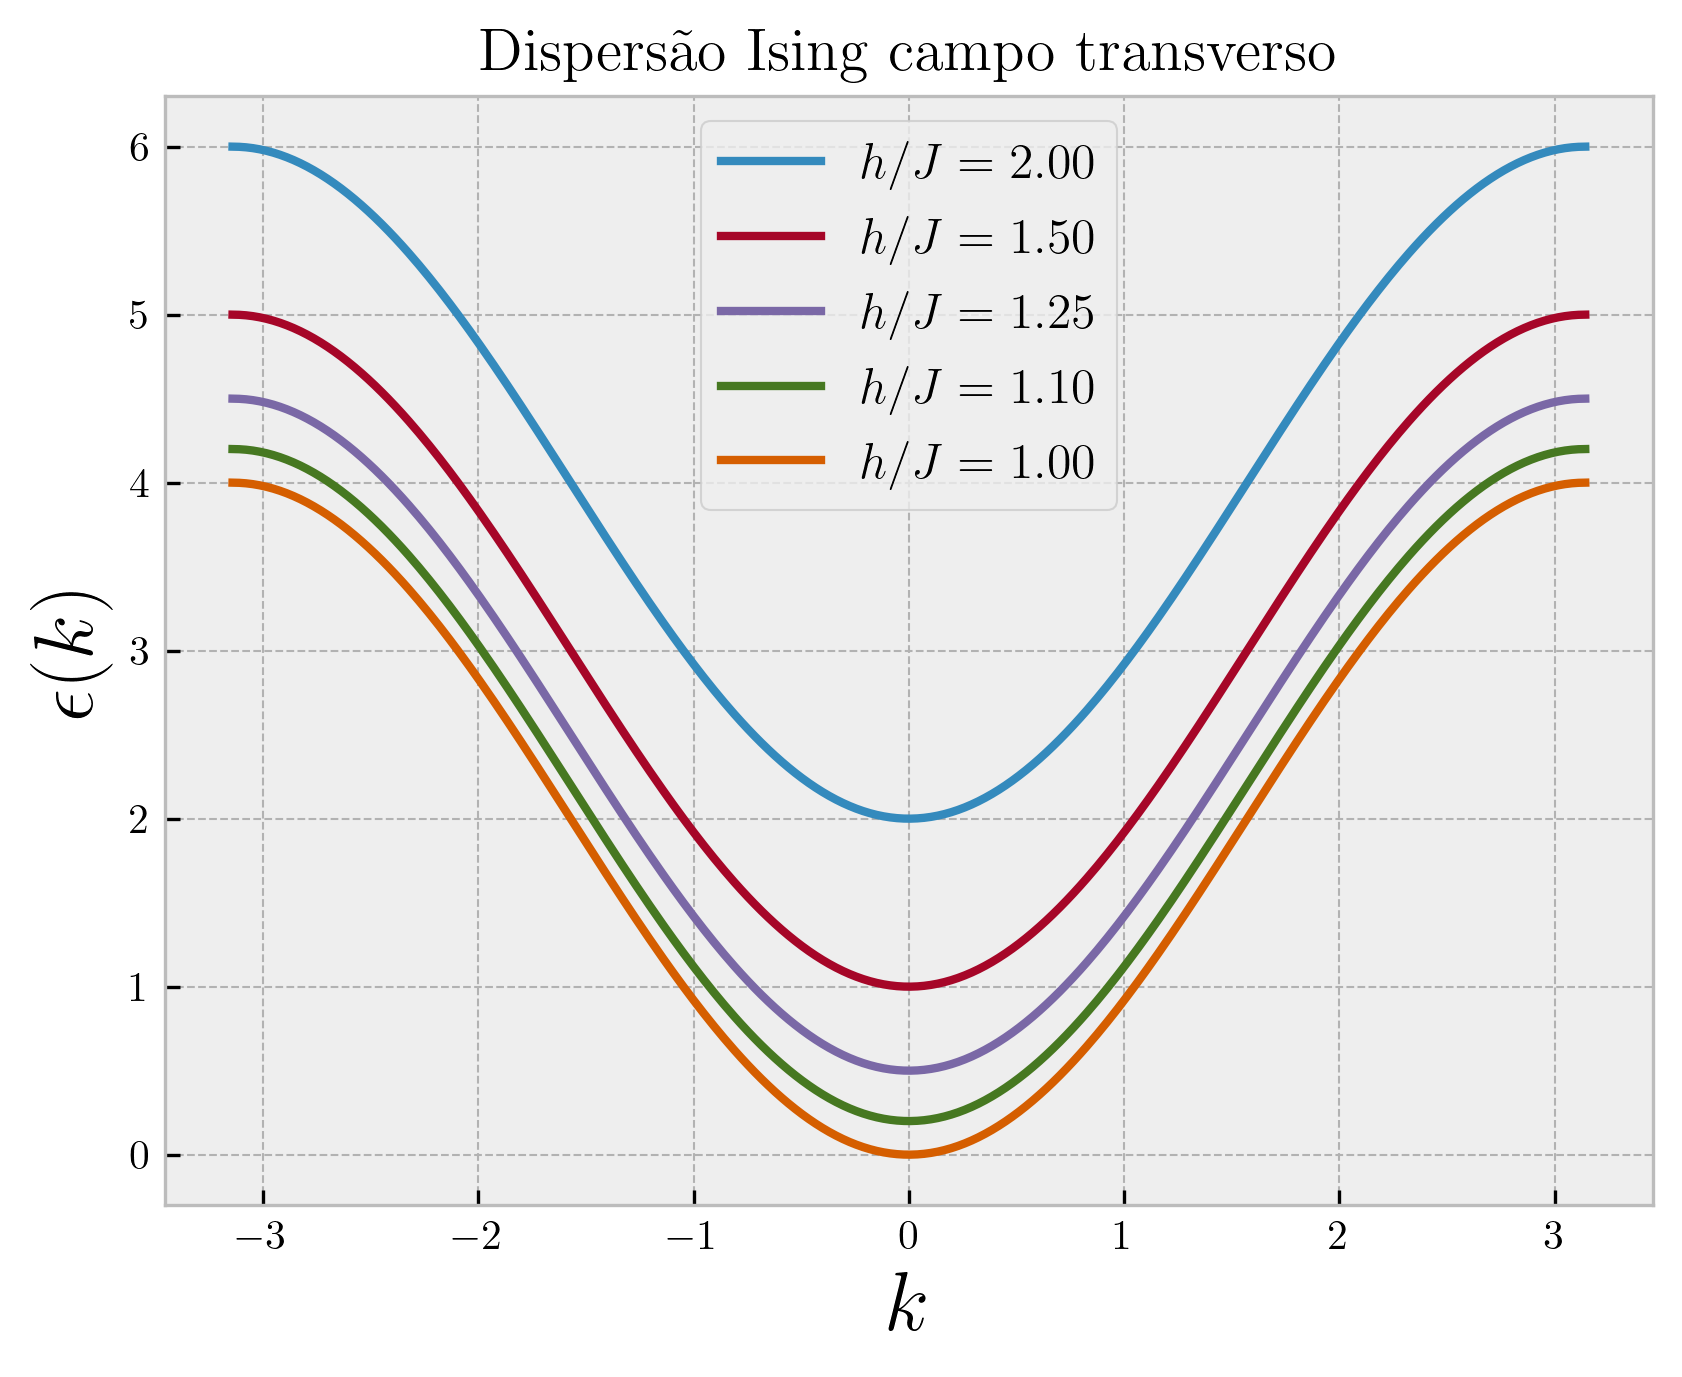 Dispersão Ising campo transverso
h/J = 2.00
h/J = 1.50
h/J = 1.25
h/J = 1.10
h/J = 1.00
ϵ(k)
6
5
4
3
2
1
0
−3 −2 −1 0 1 2 3
k